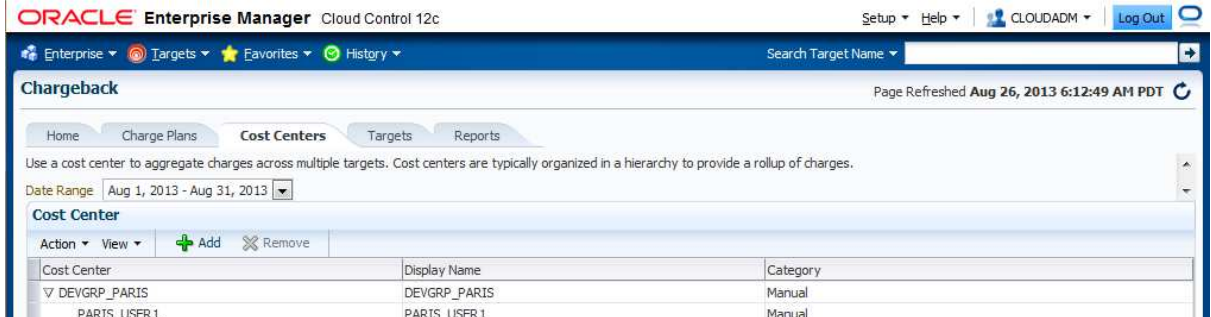 ORACLE Enterprise Manager Cloud Control 12c Setup Help CLOUDADM Log Out
Enterprise Targets Favorites History Search Target Name
Chargeback Page Refreshed Aug 26, 2013 6:12:49 AM PDT
Home Charge Plans Cost Centers Targets Reports
Use a cost center to aggregate charges across multiple targets. Cost centers are typically organized in a hierarchy to provide a rollup of charges.
Date Range Aug 1, 2013 - Aug 31, 2013
Cost Center
Action View Add Remove
Cost Center Display Name Category
DEVGRP_PARIS DEVGRP_PARIS Manual
PARIS_USER1 PARIS_USER1 Manual